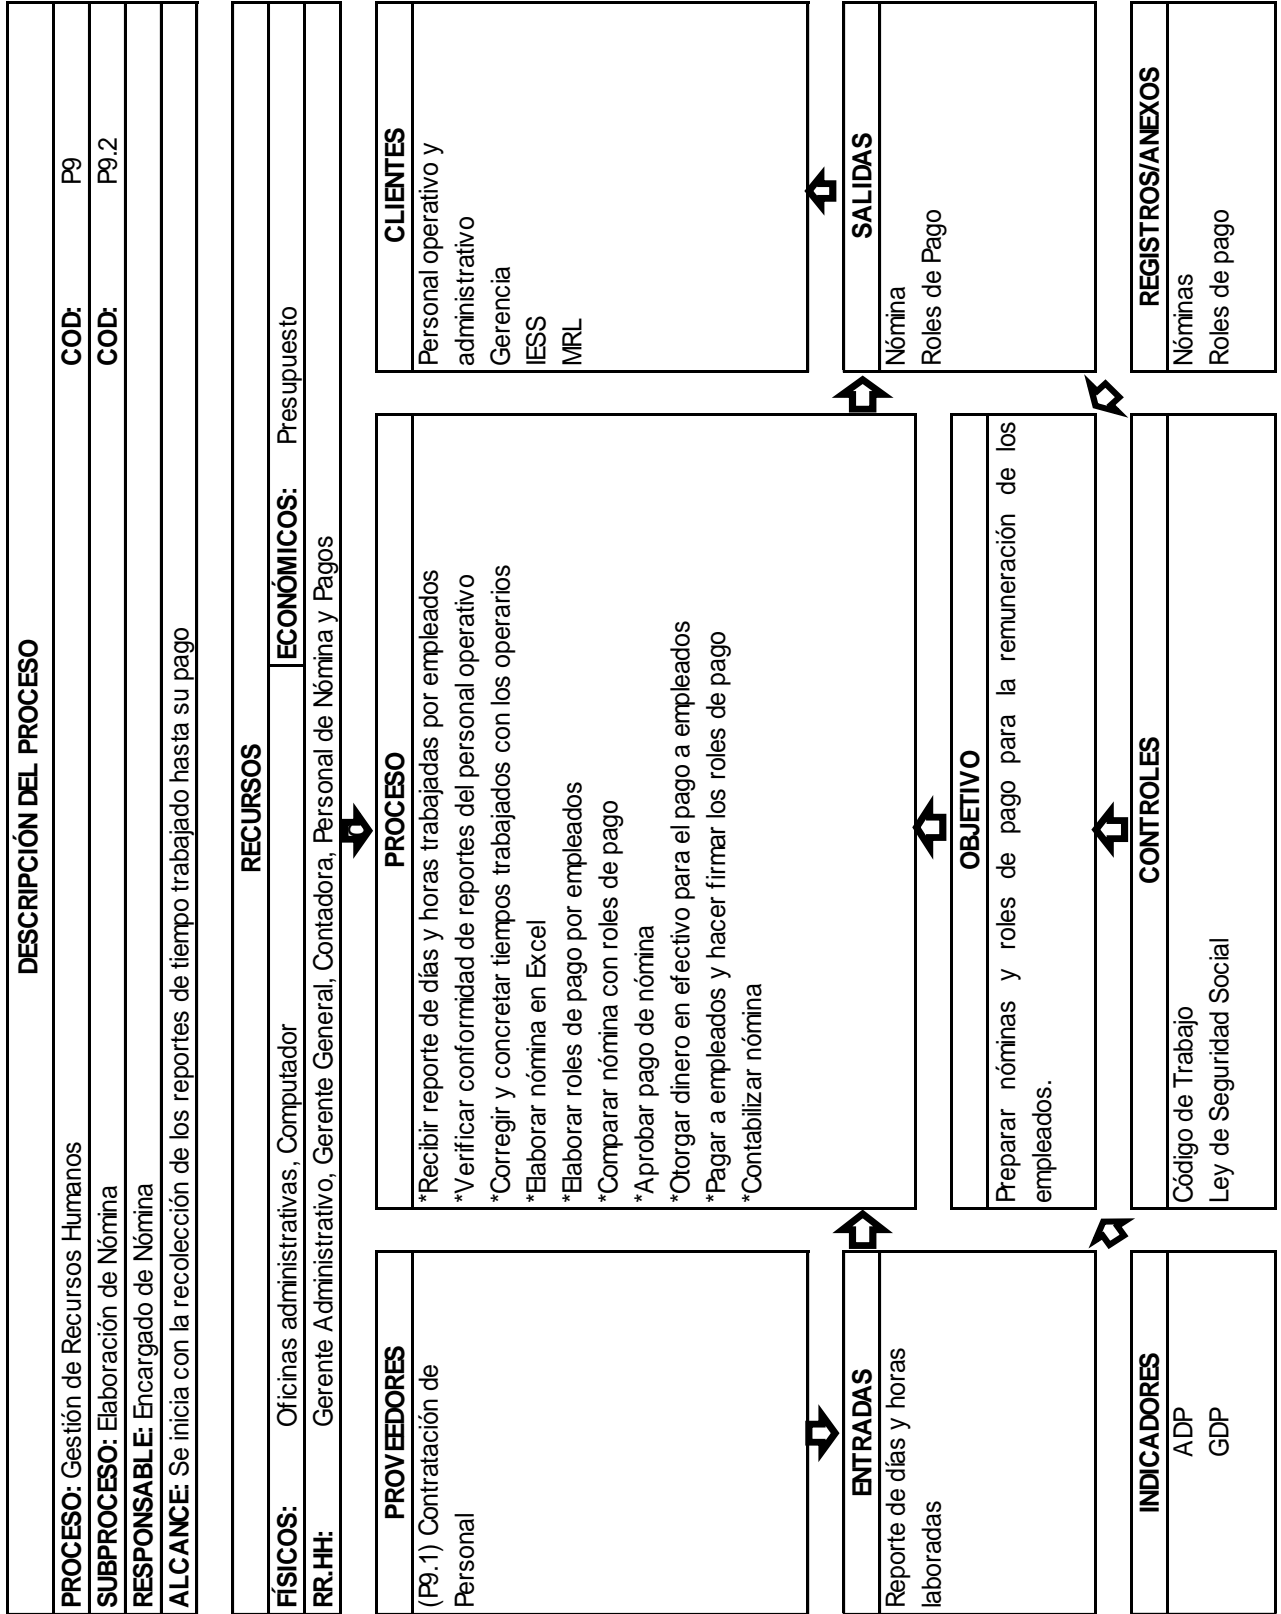 DESCRIPCIÓN DEL PROCESO
PROCESO: Gestión de Recursos Humanos COD: P9
SUBPROCESO: Elaboración de Nómina COD: P9.2
RESPONSABLE: Encargado de Nómina
ALCANCE: Se inicia con la recolección de los reportes de tiempo trabajado hasta su pago
RECURSOS
FÍSICOS: Oficinas administrativas, Computador ECONÓMICOS: Presupuesto
RR.HH: Gerente Administrativo, Gerente General, Contadora, Personal de Nómina y Pagos
PROVEEDORES
(P9.1) Contratación de
Personal
PROCESO
*Recibir reporte de días y horas trabajadas por empleados
*Verificar conformidad de reportes del personal operativo
*Corregir y concretar tiempos trabajados con los operarios
*Elaborar nómina en Excel
*Elaborar roles de pago por empleados
*Comparar nómina con roles de pago
*Aprobar pago de nómina
*Otorgar dinero en efectivo para el pago a empleados
*Pagar a empleados y hacer firmar los roles de pago
*Contabilizar nómina
CLIENTES
Personal operativo y
administrativo
Gerencia
IESS
MRL
ENTRADAS
Reporte de días y horas
laboradas
OBJETIVO
Preparar nóminas y roles de pago para la remuneración de los
empleados.
SALIDAS
Nómina
Roles de Pago
INDICADORES
ADP
GDP
CONTROLES
Código de Trabajo
Ley de Seguridad Social
REGISTROS/ANEXOS
Nóminas
Roles de pago